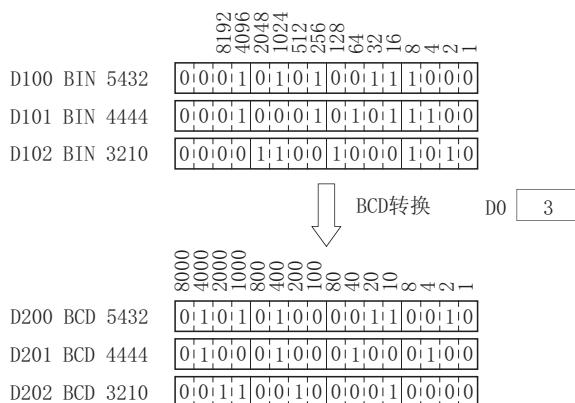 8192 4096 2048 1024 512 256 128 64 32 16 8 4 2 1
D100 BIN 5432 0 0 0 1 0 1 0 1 0 0 1 1 1 0 0 0
D101 BIN 4444 0 0 0 1 0 0 0 1 0 1 0 1 1 1 0 0
D102 BIN 3210 0 0 0 0 1 1 0 0 1 0 0 0 1 0 1 0
BCD转换 D0 3
8000 4000 2000 1000 800 400 200 100 80 40 20 10 8 4 2 1
D200 BCD 5432 0 1 0 1 0 1 0 0 0 0 1 1 0 0 1 0
D201 BCD 4444 0 1 0 0 0 1 0 0 0 1 0 0 0 1 0 0
D202 BCD 3210 0 0 1 1 0 0 1 0 0 0 0 1 0 0 0 0